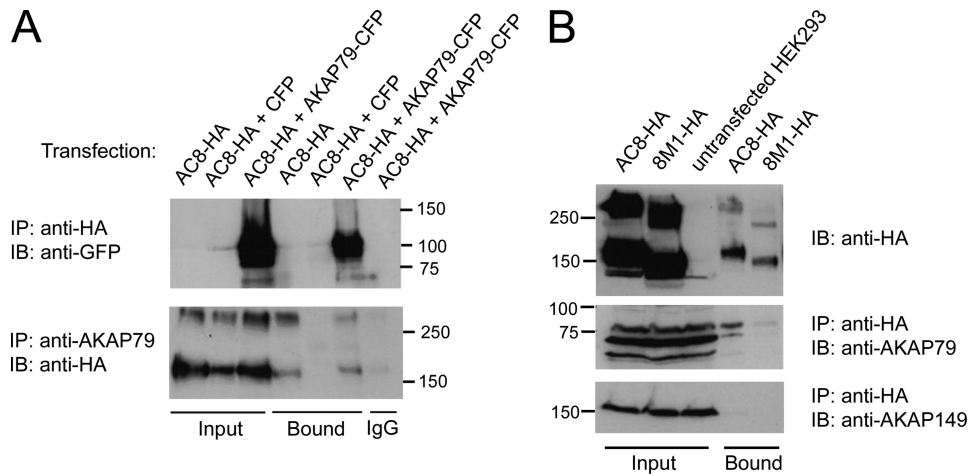 A
Transfection:
AC8-HA
AC8-HA + CFP
AC8-HA + AKAP79-CFP
AC8-HA
AC8-HA + CFP
AC8-HA + AKAP79-CFP
AC8-HA + AKAP79-CFP
IP: anti-HA
IB: anti-GFP
150
100
75
IP: anti-AKAP79
IB: anti-HA
250
150
Input
Bound
IgG
B
AC8-HA
8M1-HA
untransfected HEK293
AC8-HA
8M1-HA
250
150
IB: anti-HA
100
75
IP: anti-HA
IB: anti-AKAP79
150
IP: anti-HA
IB: anti-AKAP149
Input
Bound